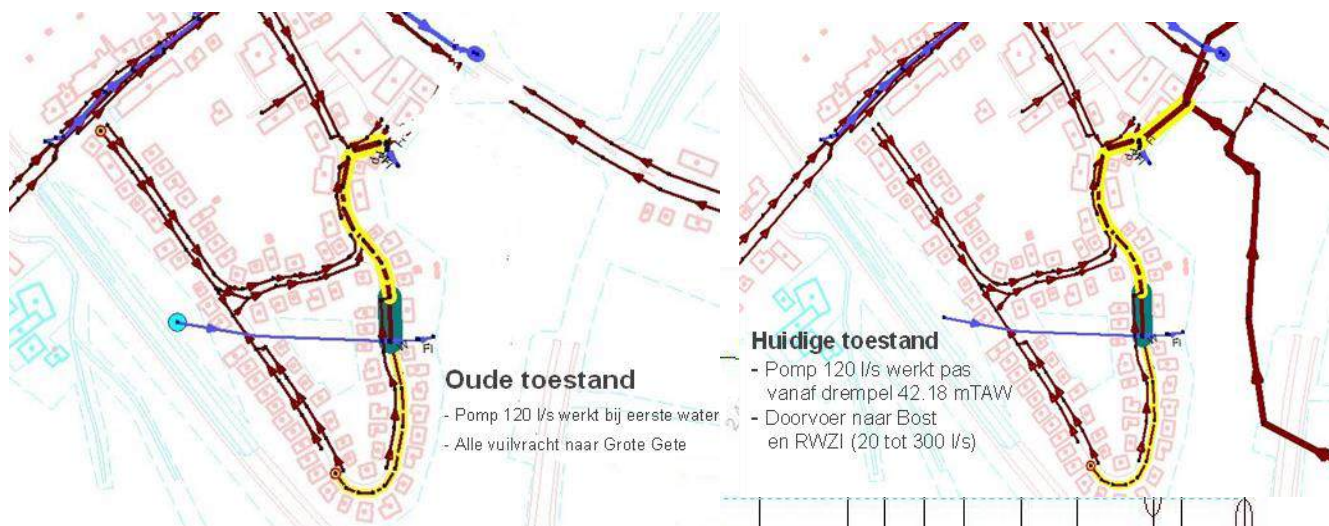 Oude toestand
- Pomp 120 l/s werkt bij eerste water
- Alle vuilvracht naar Grote Gete
Huidige toestand
- Pomp 120 l/s werkt pas
vanaf drempel 42.18 mTAW
- Doorvoer naar Bost
en RWZI (20 tot 300 l/s)